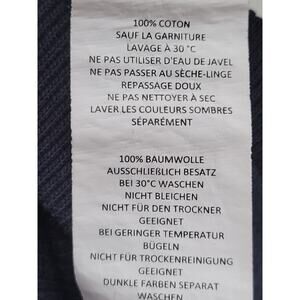 100% COTON
SAUF LA GARNITURE
LAVAGE À 30 °C
NE PAS UTILISER D'EAU DE JAVEL
NE PAS PASSER AU SÈCHE-LINGE
REPASSAGE DOUX
NE PAS NETTOYER À SEC
LAVER LES COULEURS SOMBRES
SÉPARÉMENT
100% BAUMWOLLE
AUSSCHLIEßLICH BESATZ
BEI 30°C WASCHEN
NICHT BLEICHEN
NICHT FÜR DEN TROCKNER
GEEIGNET
BEI GERINGER TEMPERATUR
BÜGELN
NICHT FÜR TROCKENREINIGUNG
GEEIGNET
DUNKLE FARBEN SEPARAT
WASCHEN